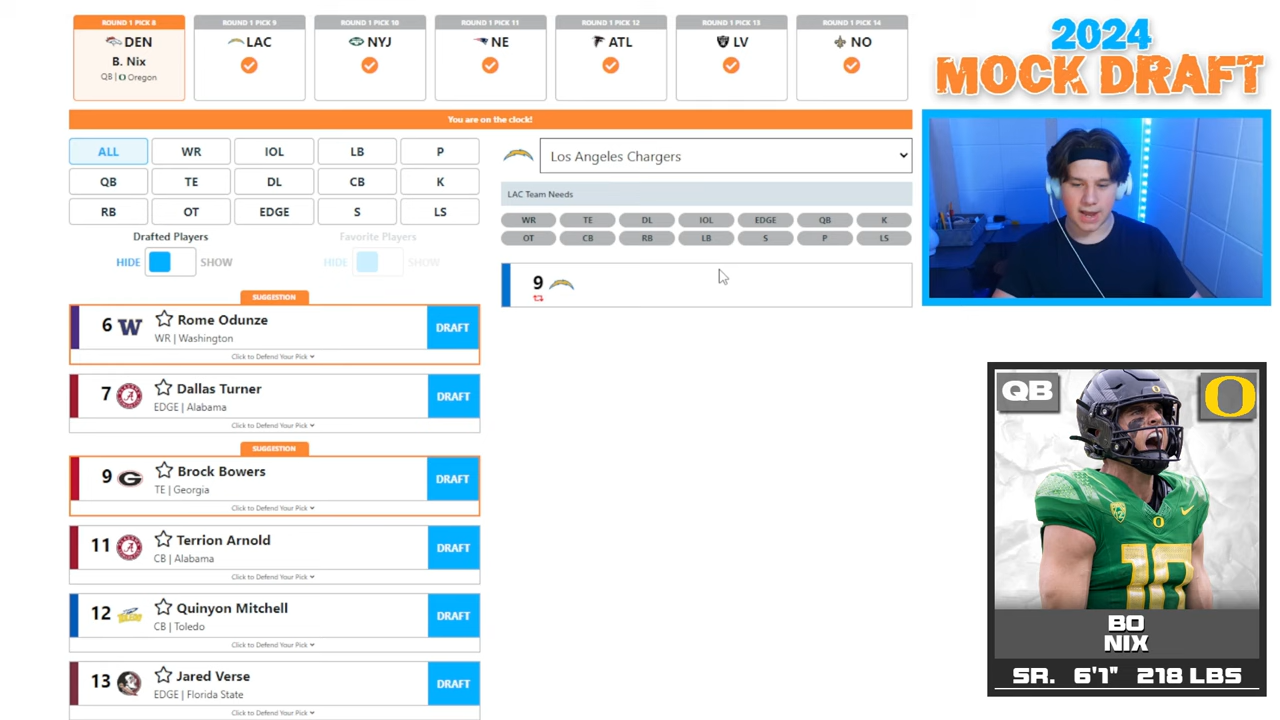 ROUND 1 PICK 8
DEN
B. Nix
QB | O Oregon
ROUND 1 PICK 9
LAC
ROUND 1 PICK 10
NYJ
ROUND 1 PICK 11
NE
ROUND 1 PICK 12
ATL
ROUND 1 PICK 13
LV
ROUND 1 PICK 14
NO
2024
MOCK DRAFT
You are on the clock!
ALL WR IOL LB P
QB TE DL CB K
RB OT EDGE S LS
Drafted Players
HIDE SHOW
Favorite Players
HIDE SHOW
Los Angeles Chargers
LAC Team Needs
WR TE DL IOL EDGE QB K
OT CB RB LB S P LS
9
SUGGESTION
6 W Rome Odunze
WR | Washington
DRAFT
Click to Defend Your Pick
7 A Dallas Turner
EDGE | Alabama
DRAFT
Click to Defend Your Pick
SUGGESTION
9 G Brock Bowers
TE | Georgia
DRAFT
Click to Defend Your Pick
11 A Terrion Arnold
CB | Alabama
DRAFT
Click to Defend Your Pick
12 Quinyon Mitchell
CB | Toledo
DRAFT
Click to Defend Your Pick
13 Jared Verse
EDGE | Florida State
DRAFT
Click to Defend Your Pick
QB
O
10
BO
NIX
SR. 6'1" 218 LBS